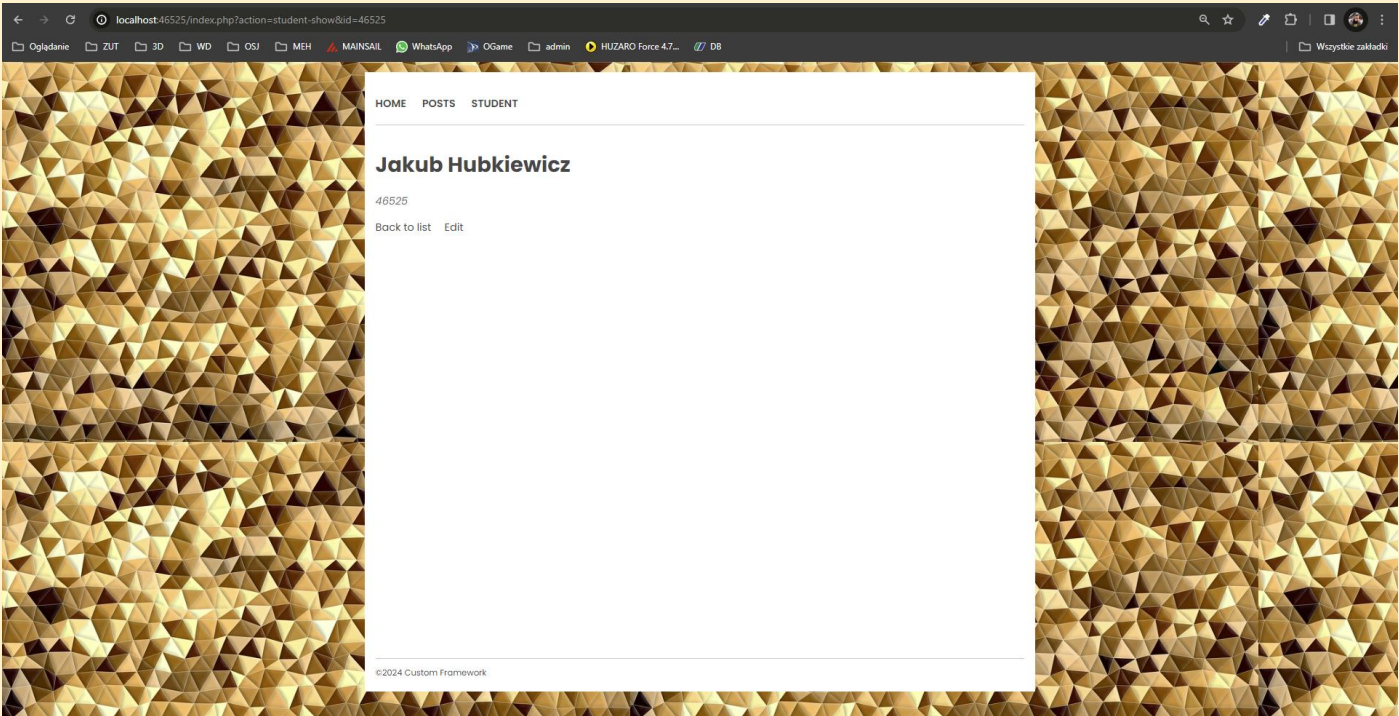 localhost:46525/index.php?action=student-show&id=46525
Oglądanie ZUT 3D WD OSJ MEH MAINSAIL WhatsApp OGame admin HUZARO Force 4.7... DB Wszystkie zakładki
HOME POSTS STUDENT
Jakub Hubkiewicz
46525
Back to list Edit
©2024 Custom Framework